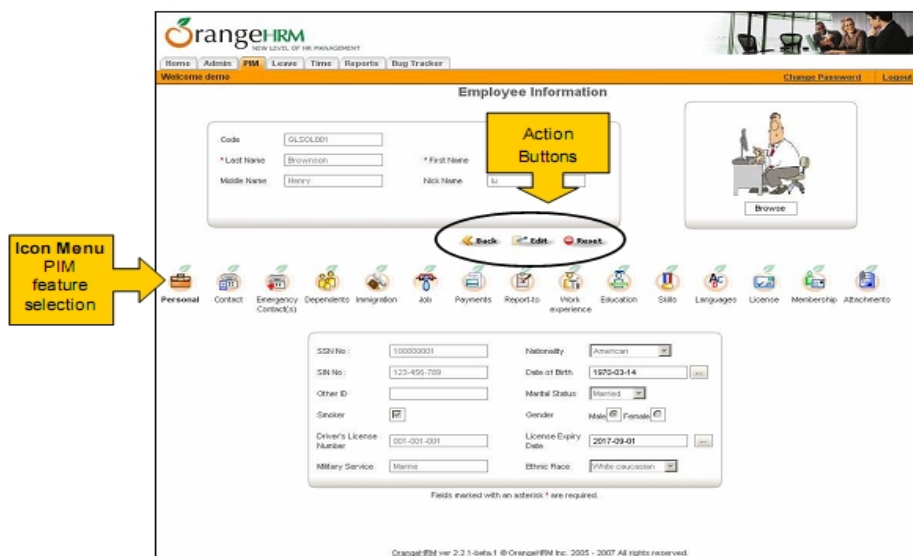 OrangeHRM
NEW LEVEL OF HR MANAGEMENT
Home Admin PIM Leave Time Reports Bug Tracker
Welcome demo Change Password Logout
Employee Information
Code GLSOL001
* Last Name Brownson * First Name
Middle Name Henry Nick Name lu
Action
Buttons
Browse
Back Edit Reset
Icon Menu
PIM
feature
selection
Personal Contact Emergency Contact(s) Dependents Immigration Job Payments Report-to Work experience Education Skills Languages License Membership Attachments
SSN No : 100000001 Nationality American
SIN No : 123-456-789 Date of Birth 1970-03-14 ...
Other ID Marital Status Married
Smoker Gender Male Female
Driver's License Number 001-001-001 License Expiry Date 2017-09-01 ...
Military Service Marine Ethnic Race White caucasian
Fields marked with an asterisk * are required.
OrangeHRM ver 2.2.1-beta.1 © OrangeHRM Inc. 2005 - 2007 All rights reserved.